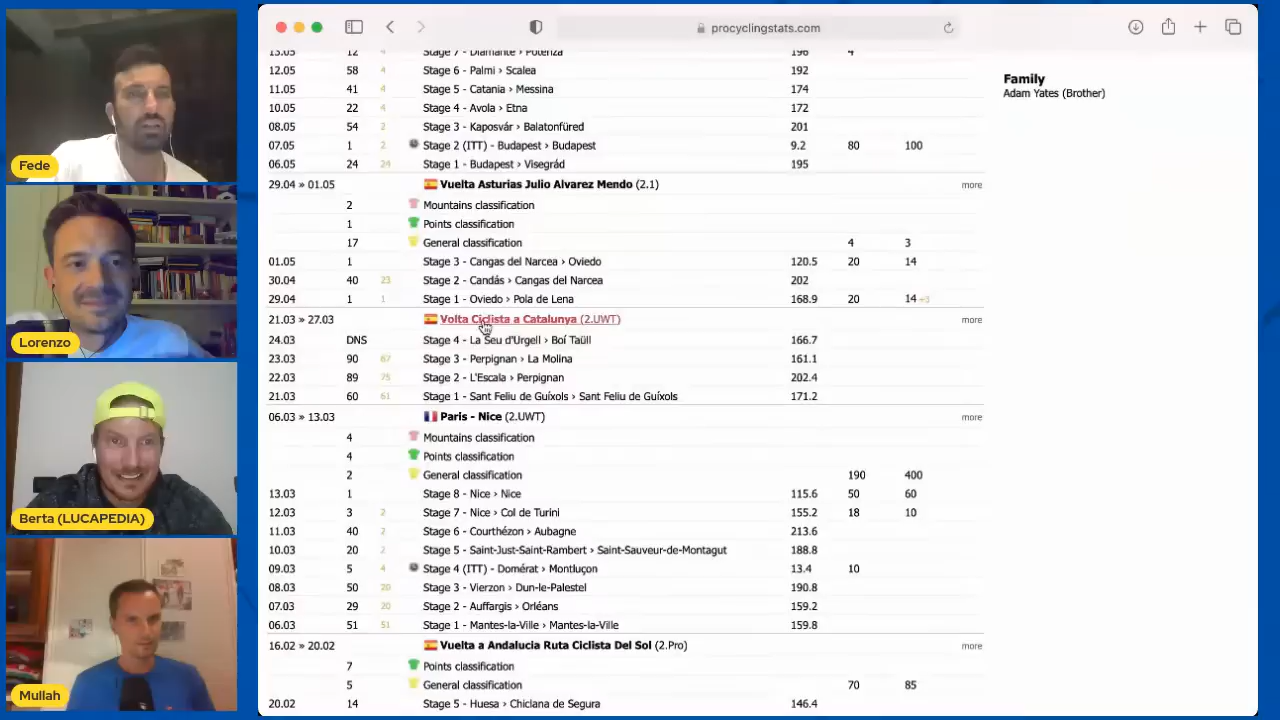 Fede
Lorenzo
Berta (LUCAPEDIA)
Mullah
procyclingstats.com
13.05 12 4 Stage 7 - Diamante › Potenza 196 4
12.05 58 4 Stage 6 - Palmi › Scalea 192
11.05 41 4 Stage 5 - Catania › Messina 174
10.05 22 4 Stage 4 - Avola › Etna 172
08.05 54 2 Stage 3 - Kaposvár › Balatonfüred 201
07.05 1 2 Stage 2 (ITT) - Budapest › Budapest 9.2 80 100
06.05 24 24 Stage 1 - Budapest › Visegrád 195
29.04 » 01.05 Vuelta Asturias Julio Alvarez Mendo (2.1) more
2 Mountains classification
1 Points classification
17 General classification 4 3
01.05 1 Stage 3 - Cangas del Narcea › Oviedo 120.5 20 14
30.04 40 23 Stage 2 - Candás › Cangas del Narcea 202
29.04 1 1 Stage 1 - Oviedo › Pola de Lena 168.9 20 14 +3
21.03 » 27.03 Volta Ciclista a Catalunya (2.UWT) more
24.03 DNS Stage 4 - La Seu d'Urgell › Boí Taüll 166.7
23.03 90 67 Stage 3 - Perpignan › La Molina 161.1
22.03 89 75 Stage 2 - L'Escala › Perpignan 202.4
21.03 60 61 Stage 1 - Sant Feliu de Guíxols › Sant Feliu de Guíxols 171.2
06.03 » 13.03 Paris - Nice (2.UWT) more
4 Mountains classification
4 Points classification
2 General classification 190 400
13.03 1 Stage 8 - Nice › Nice 115.6 50 60
12.03 3 2 Stage 7 - Nice › Col de Turini 155.2 18 10
11.03 40 2 Stage 6 - Courthézon › Aubagne 213.6
10.03 20 2 Stage 5 - Saint-Just-Saint-Rambert › Saint-Sauveur-de-Montagut 188.8
09.03 5 4 Stage 4 (ITT) - Domérat › Montluçon 13.4 10
08.03 50 20 Stage 3 - Vierzon › Dun-le-Palestel 190.8
07.03 29 20 Stage 2 - Auffargis › Orléans 159.2
06.03 51 51 Stage 1 - Mantes-la-Ville › Mantes-la-Ville 159.8
16.02 » 20.02 Vuelta a Andalucia Ruta Ciclista Del Sol (2.Pro) more
7 Points classification
5 General classification 70 85
20.02 14 Stage 5 - Huesa › Chiclana de Segura 146.4
Family
Adam Yates (Brother)